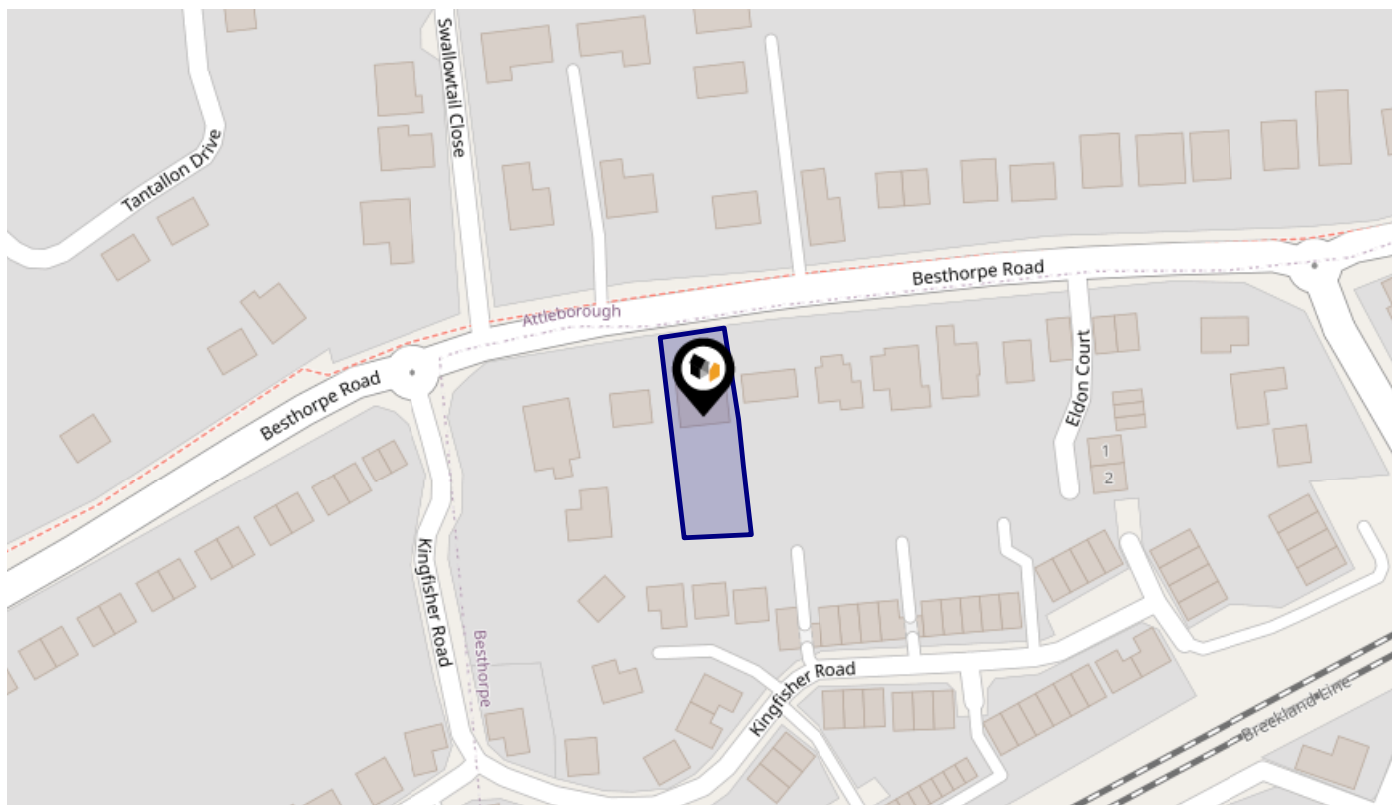 Swallowtail Close
Tantallon Drive
Besthorpe Road
Attleborough
Besthorpe Road
Eldon Court
1
2
Kingfisher Road
Besthorpe
Kingfisher Road
Breckland Line